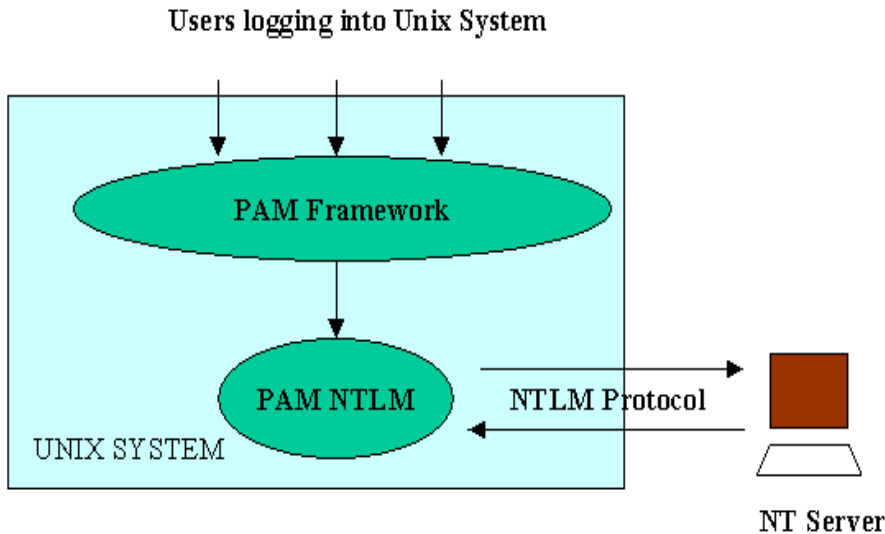 Users logging into Unix System
PAM Framework
PAM NTLM
NTLM Protocol
UNIX SYSTEM
NT Server